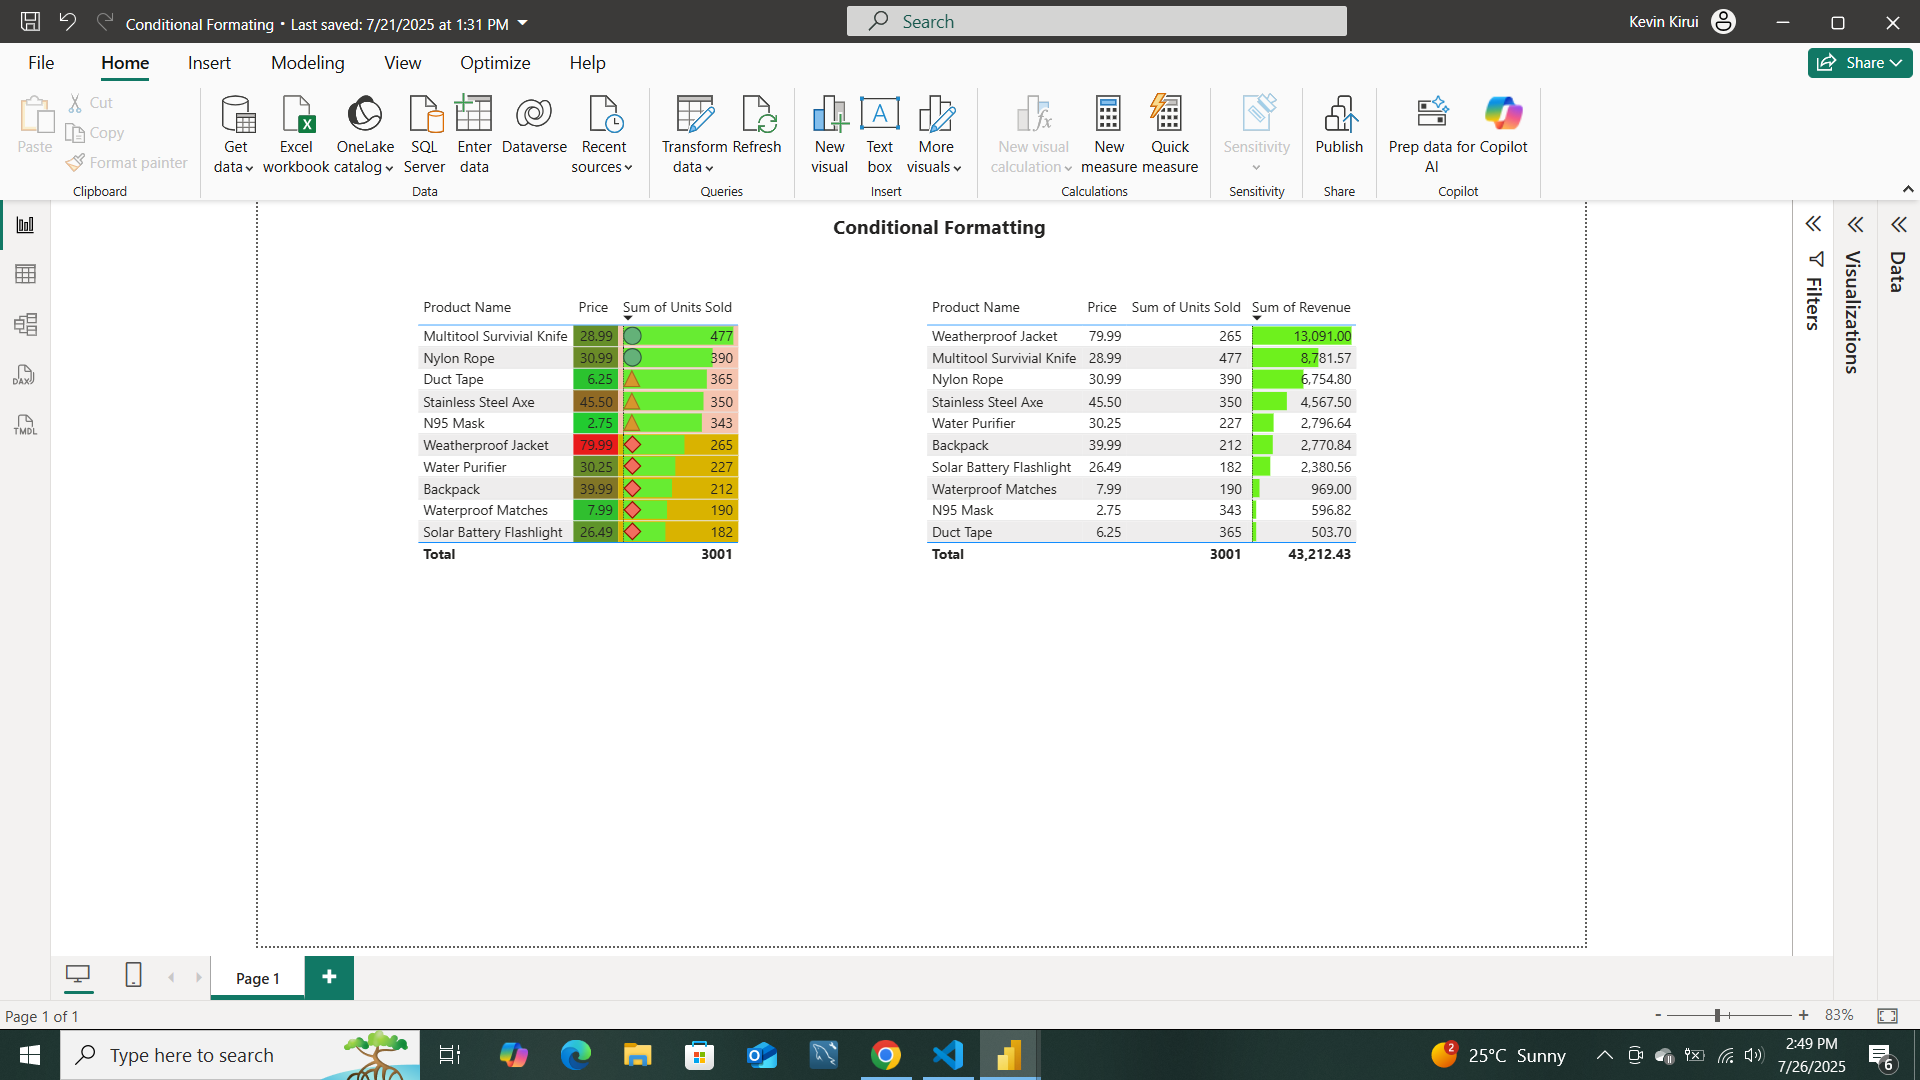 Conditional Formating • Last saved: 7/21/2025 at 1:31 PM
Search
Kevin Kirui
File Home Insert Modeling View Optimize Help
Share
Paste
Cut
Copy
Format painter
Clipboard
Get data
Excel workbook
OneLake catalog
SQL Server
Enter data
Dataverse
Recent sources
Data
Transform data
Refresh
Queries
New visual
Text box
A
More visuals
Insert
New visual calculation
New measure
Quick measure
Calculations
Sensitivity
Sensitivity
Publish
Share
Prep data for AI
Copilot
Copilot
DAX
TMDL
Conditional Formatting
Product Name Price Sum of Units Sold
Multitool Survivial Knife 28.99 477
Nylon Rope 30.99 390
Duct Tape 6.25 365
Stainless Steel Axe 45.50 350
N95 Mask 2.75 343
Weatherproof Jacket 79.99 265
Water Purifier 30.25 227
Backpack 39.99 212
Waterproof Matches 7.99 190
Solar Battery Flashlight 26.49 182
Total 3001
Product Name Price Sum of Units Sold Sum of Revenue
Weatherproof Jacket 79.99 265 13,091.00
Multitool Survivial Knife 28.99 477 8,781.57
Nylon Rope 30.99 390 6,754.80
Stainless Steel Axe 45.50 350 4,567.50
Water Purifier 30.25 227 2,796.64
Backpack 39.99 212 2,770.84
Solar Battery Flashlight 26.49 182 2,380.56
Waterproof Matches 7.99 190 969.00
N95 Mask 2.75 343 596.82
Duct Tape 6.25 365 503.70
Total 3001 43,212.43
Filters
Visualizations
Data
Page 1
Page 1 of 1
- + 83%
Type here to search
2
25°C Sunny
2:49 PM
7/26/2025
6